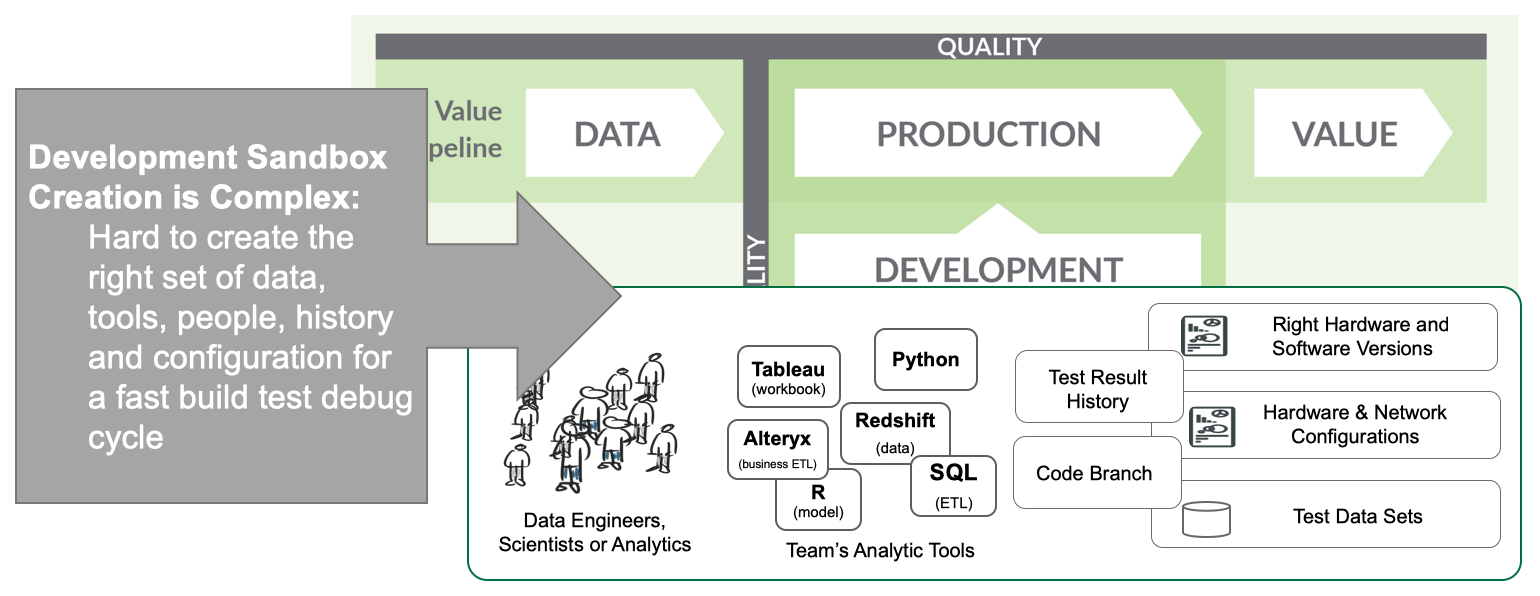 QUALITY
Value
peline
DATA
PRODUCTION
VALUE
LITY
DEVELOPMENT
Development Sandbox
Creation is Complex:
Hard to create the
right set of data,
tools, people, history
and configuration for
a fast build test debug
cycle
Data Engineers,
Scientists or Analytics
Tableau
(workbook)
Python
Redshift
(data)
Alteryx
(business ETL)
SQL
(ETL)
R
(model)
Team's Analytic Tools
Test Result
History
Code Branch
Right Hardware and
Software Versions
Hardware & Network
Configurations
Test Data Sets